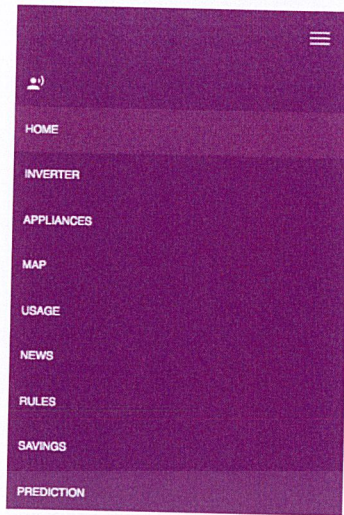 HOME
INVERTER
APPLIANCES
MAP
USAGE
NEWS
RULES
SAVINGS
PREDICTION